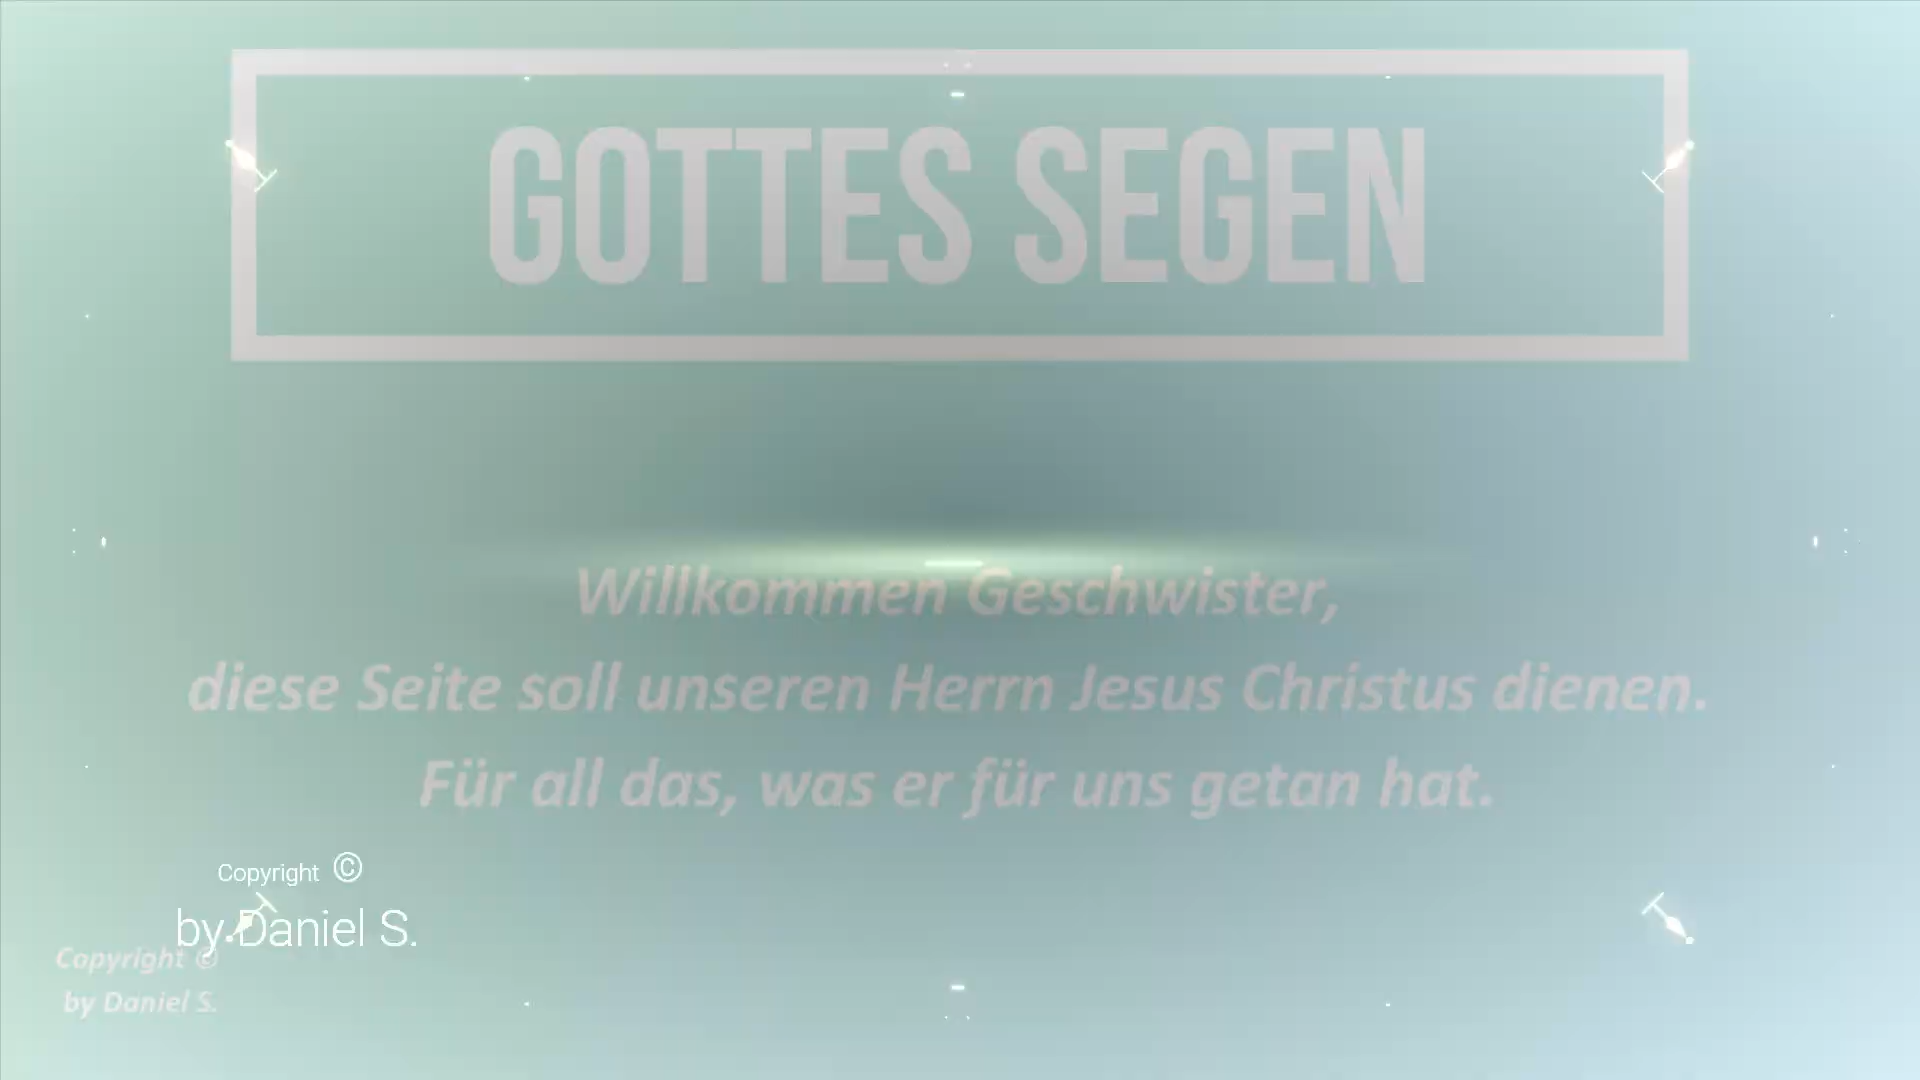 GOTTES SEGEN
Willkommen Geschwister,
diese Seite soll unseren Herrn Jesus Christus dienen.
Für all das, was er für uns getan hat.
Copyright ©
by Daniel S.
Copyright ©
by Daniel S.